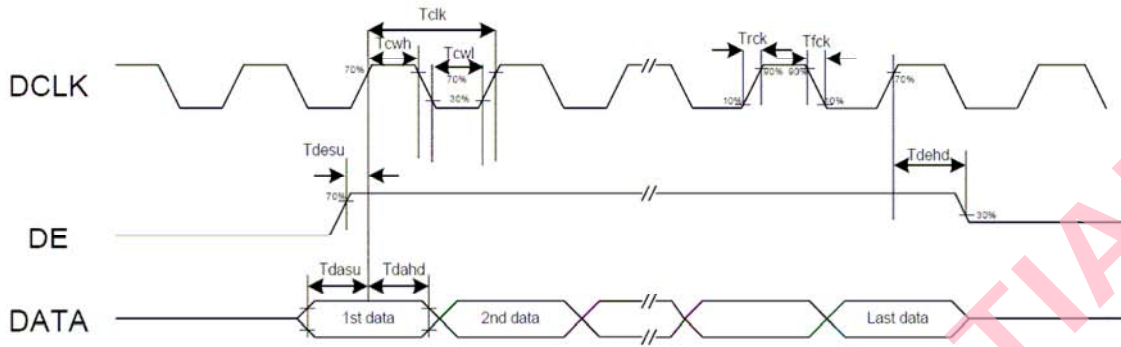 Tclk
Tcwh
Tcwl
Trck
Tfck
DCLK
70%
70%
30%
90%
90%
10%
70%
Tdesu
Tdehd
DE
70%
30%
Tdasu
Tdahd
DATA
1st data
2nd data
Last data